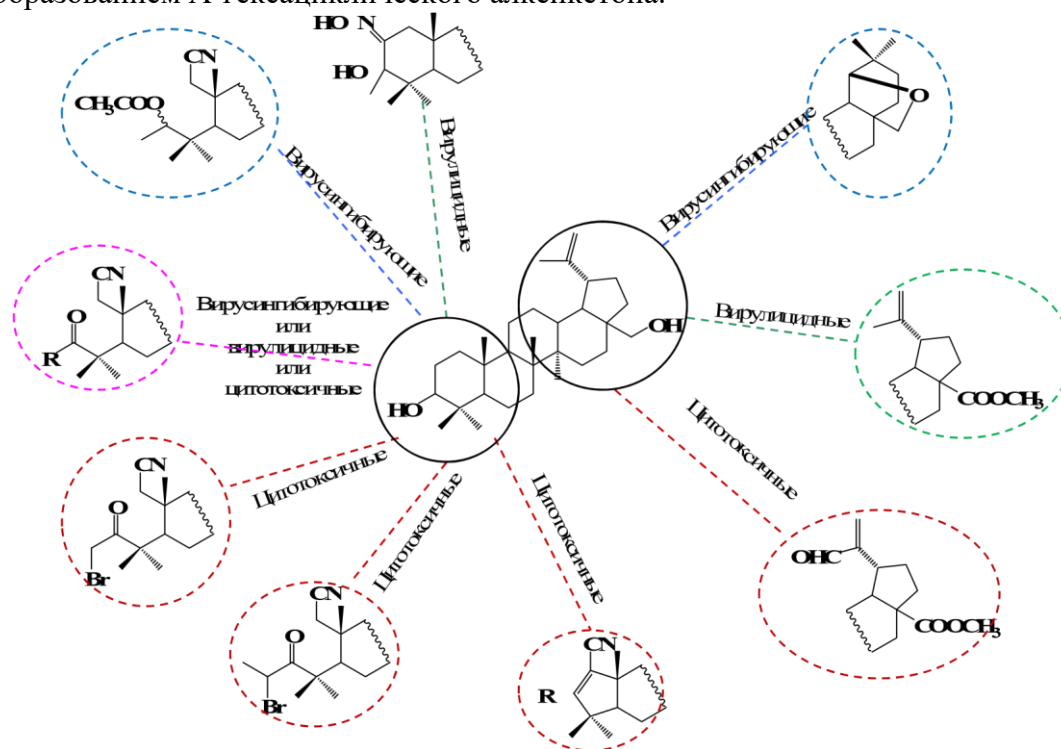 образованием А-гексациклического алкенкетона.
HO N
HO
CN
CH₃COO
Вирусингибирующие
Вирулицидные
Вирусингибирующие
O
CN
O
R
Вирусингибирующие
или
вирулицидные
или
цитотоксичные
HO
OH
Вирулицидные
COOCH₃
Цитотоксичные
CN
O
Br
Цитотоксичные
CN
O
Br
Цитотоксичные
CN
R
Цитотоксичные
OHC
COOCH₃